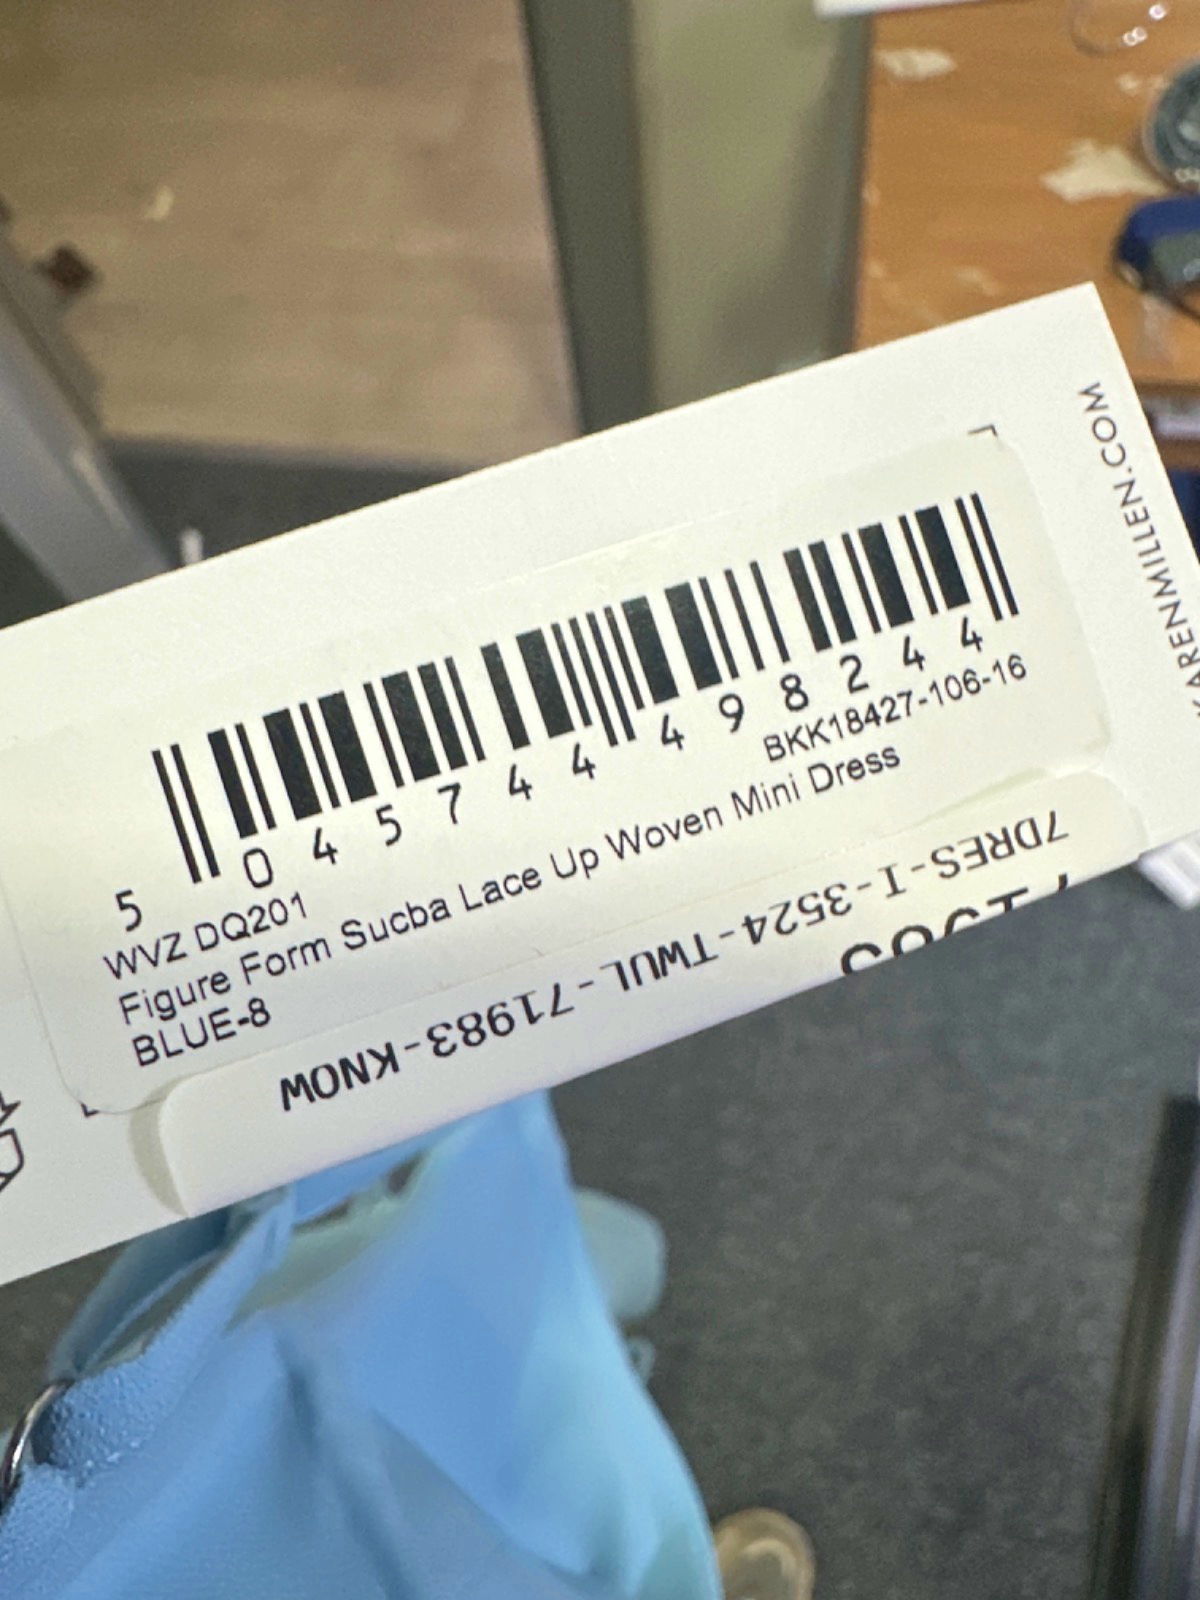 5 045744 498244
BKK18427-106-16
WVZ DQ201
Figure Form Sucba Lace Up Woven Mini Dress
BLUE-8
KARENMILLEN.COM
7DRES-I-3524-TWUL-71983-KNOW